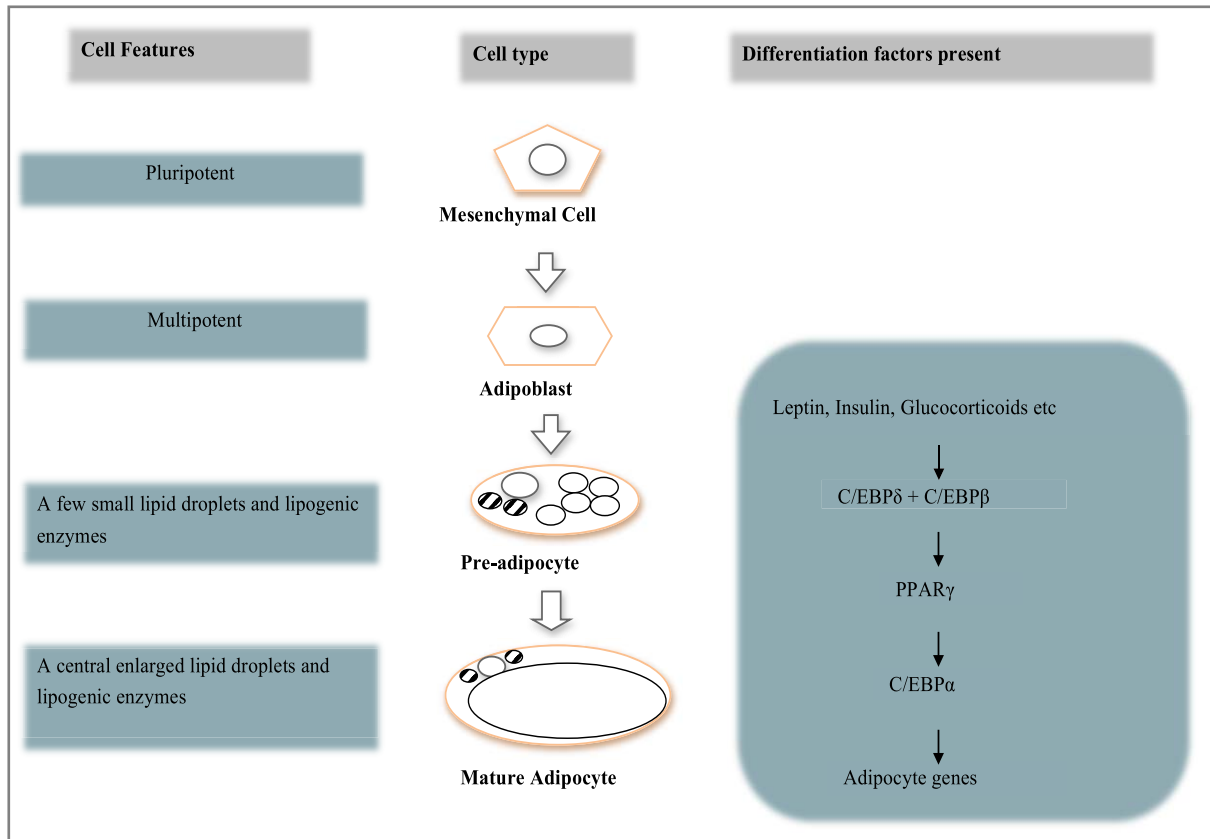 Cell Features
Cell type
Differentiation factors present
Pluripotent
Mesenchymal Cell
Multipotent
Adipoblast
A few small lipid droplets and lipogenic
enzymes
Pre-adipocyte
A central enlarged lipid droplets and
lipogenic enzymes
Mature Adipocyte
Leptin, Insulin, Glucocorticoids etc
C/EBPδ + C/EBPβ
PPARγ
C/EBPα
Adipocyte genes